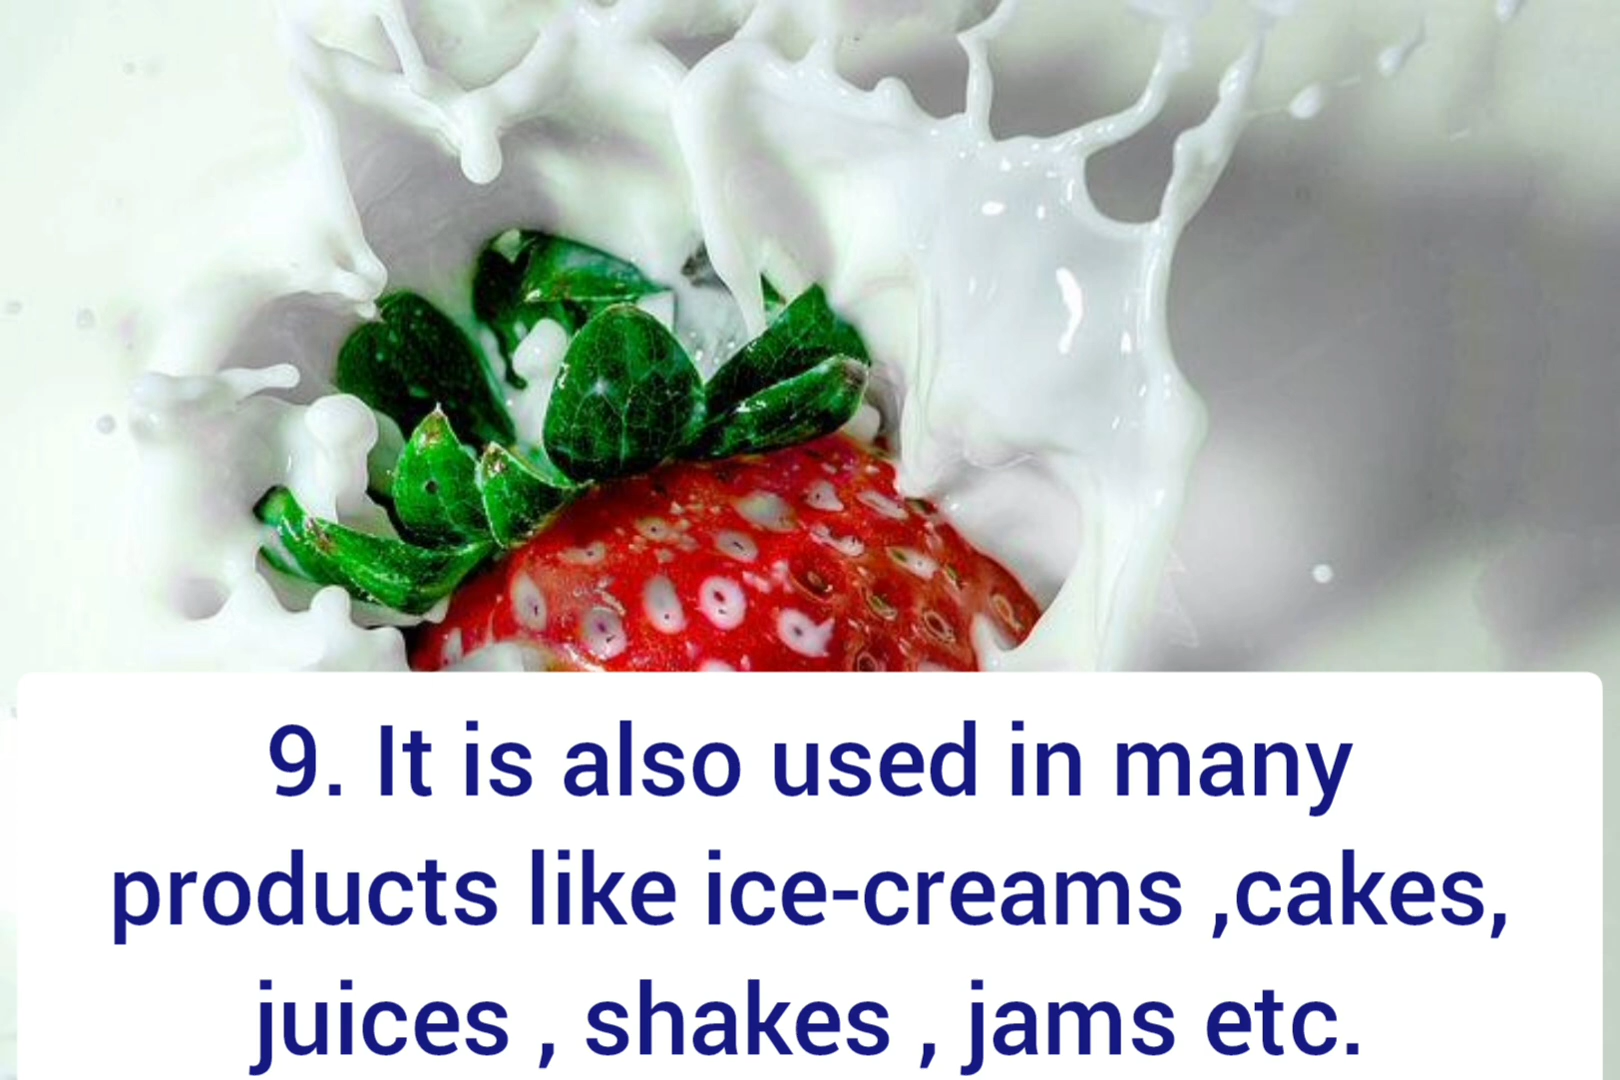 9. It is also used in many
products like ice-creams ,cakes,
juices , shakes , jams etc.